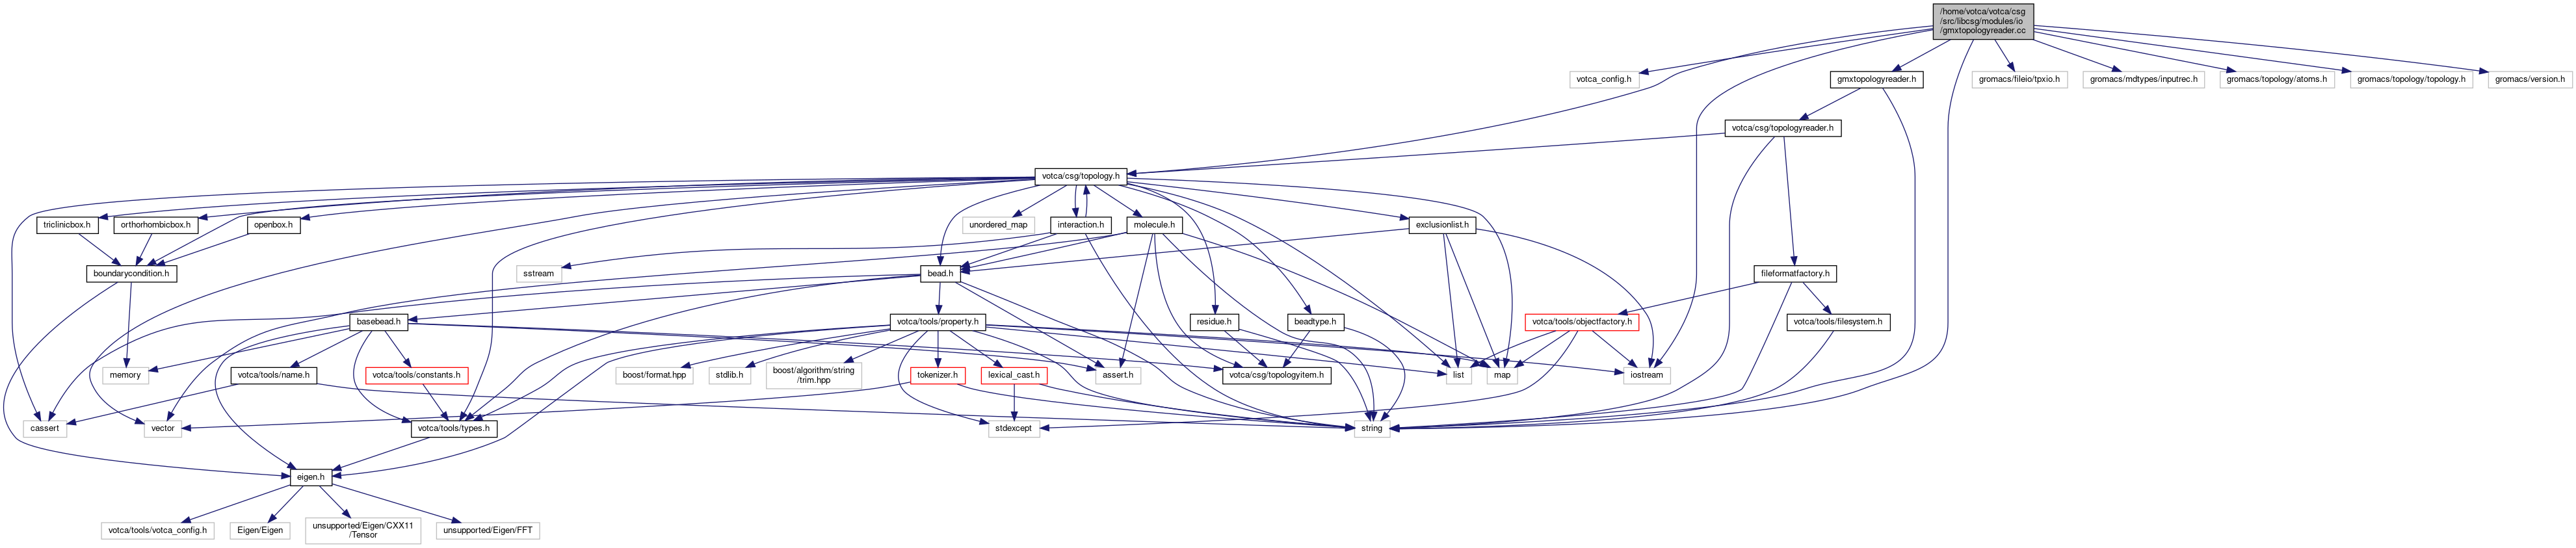 /home/votca/votca/csg
/src/libcsg/modules/io
/gmxtopologyreader.cc
votca_config.h
gmxtopologyreader.h
gromacs/fileio/tpxio.h
gromacs/mdtypes/inputrec.h
gromacs/topology/atoms.h
gromacs/topology/topology.h
gromacs/version.h
votca/csg/topologyreader.h
votca/csg/topology.h
triclinicbox.h
orthorhombicbox.h
openbox.h
unordered_map
interaction.h
molecule.h
exclusionlist.h
boundarycondition.h
sstream
bead.h
fileformatfactory.h
basebead.h
votca/tools/property.h
residue.h
beadtype.h
votca/tools/objectfactory.h
votca/tools/filesystem.h
memory
votca/tools/name.h
votca/tools/constants.h
boost/format.hpp
stdlib.h
boost/algorithm/string
/trim.hpp
tokenizer.h
lexical_cast.h
assert.h
votca/csg/topologyitem.h
list
map
iostream
cassert
vector
votca/tools/types.h
stdexcept
string
eigen.h
votca/tools/votca_config.h
Eigen/Eigen
unsupported/Eigen/CXX11
/Tensor
unsupported/Eigen/FFT